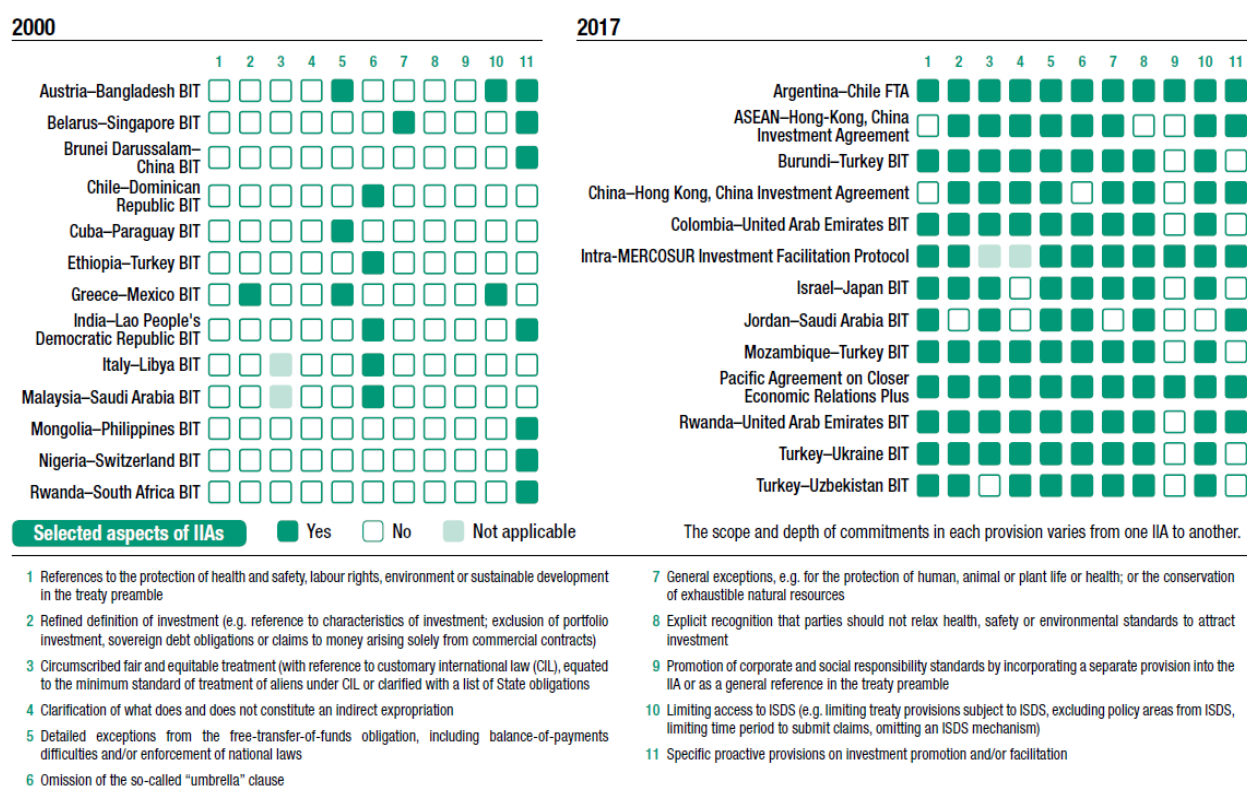 2000
1 2 3 4 5 6 7 8 9 10 11
Austria–Bangladesh BIT
Belarus–Singapore BIT
Brunei Darussalam–
China BIT
Chile–Dominican
Republic BIT
Cuba–Paraguay BIT
Ethiopia–Turkey BIT
Greece–Mexico BIT
India–Lao People's
Democratic Republic BIT
Italy–Libya BIT
Malaysia–Saudi Arabia BIT
Mongolia–Philippines BIT
Nigeria–Switzerland BIT
Rwanda–South Africa BIT
2017
1 2 3 4 5 6 7 8 9 10 11
Argentina–Chile FTA
ASEAN–Hong-Kong, China
Investment Agreement
Burundi–Turkey BIT
China–Hong Kong, China Investment Agreement
Colombia–United Arab Emirates BIT
Intra-MERCOSUR Investment Facilitation Protocol
Israel–Japan BIT
Jordan–Saudi Arabia BIT
Mozambique–Turkey BIT
Pacific Agreement on Closer
Economic Relations Plus
Rwanda–United Arab Emirates BIT
Turkey–Ukraine BIT
Turkey–Uzbekistan BIT
Selected aspects of IIAs
Yes
No
Not applicable
The scope and depth of commitments in each provision varies from one IIA to another.
1 References to the protection of health and safety, labour rights, environment or sustainable development
in the treaty preamble
2 Refined definition of investment (e.g. reference to characteristics of investment; exclusion of portfolio
investment, sovereign debt obligations or claims to money arising solely from commercial contracts)
3 Circumscribed fair and equitable treatment (with reference to customary international law (CIL), equated
to the minimum standard of treatment of aliens under CIL or clarified with a list of State obligations
4 Clarification of what does and does not constitute an indirect expropriation
5 Detailed exceptions from the free-transfer-of-funds obligation, including balance-of-payments
difficulties and/or enforcement of national laws
6 Omission of the so-called “umbrella” clause
7 General exceptions, e.g. for the protection of human, animal or plant life or health; or the conservation
of exhaustible natural resources
8 Explicit recognition that parties should not relax health, safety or environmental standards to attract
investment
9 Promotion of corporate and social responsibility standards by incorporating a separate provision into the
IIA or as a general reference in the treaty preamble
10 Limiting access to ISDS (e.g. limiting treaty provisions subject to ISDS, excluding policy areas from ISDS,
limiting time period to submit claims, omitting an ISDS mechanism)
11 Specific proactive provisions on investment promotion and/or facilitation